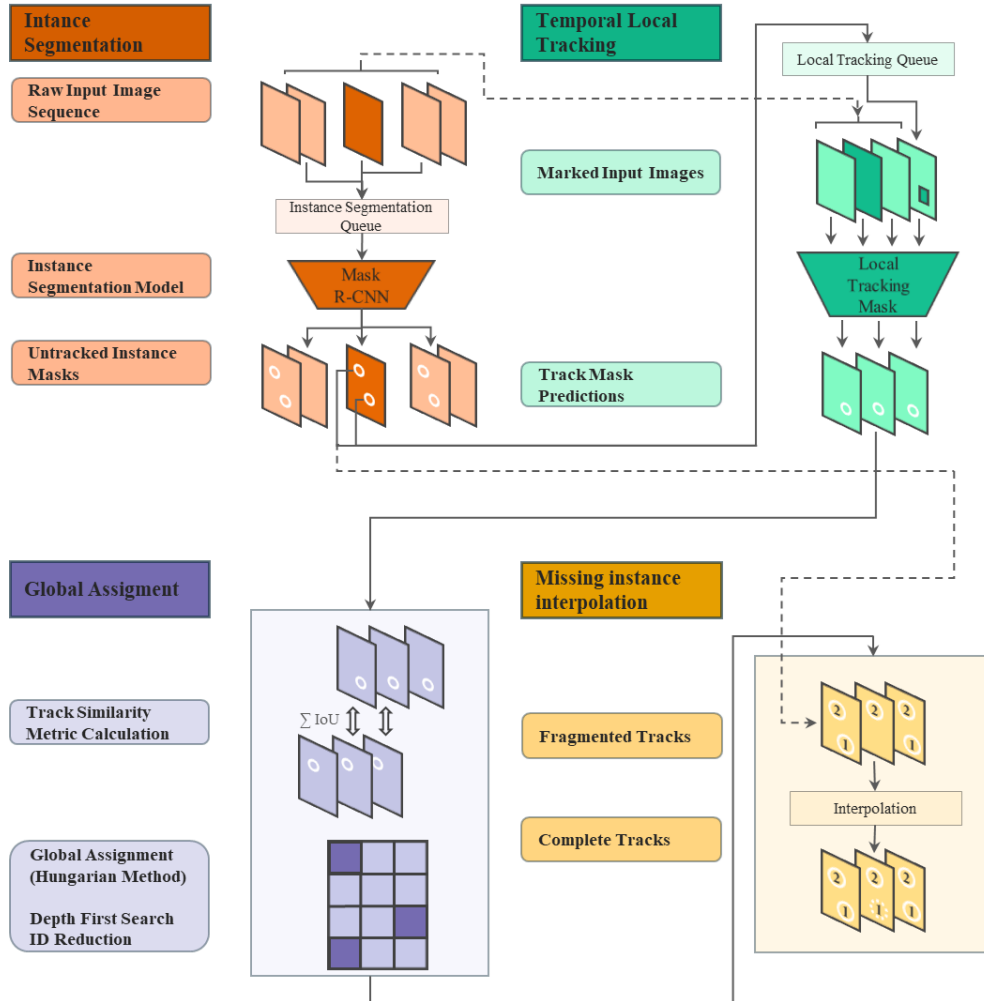 Intance
Segmentation
Raw Input Image
Sequence
Instance Segmentation
Queue
Instance
Segmentation Model
Mask
R-CNN
Untracked Instance
Masks
Temporal Local
Tracking
Local Tracking Queue
Marked Input Images
Local
Tracking
Mask
Track Mask
Predictions
Global Assigment
Track Similarity
Metric Calculation
∑ IoU
Global Assignment
(Hungarian Method)
Depth First Search
ID Reduction
Missing instance
interpolation
Fragmented Tracks
2 2 2
1 1
Interpolation
Complete Tracks
2 2 2
1 1 1